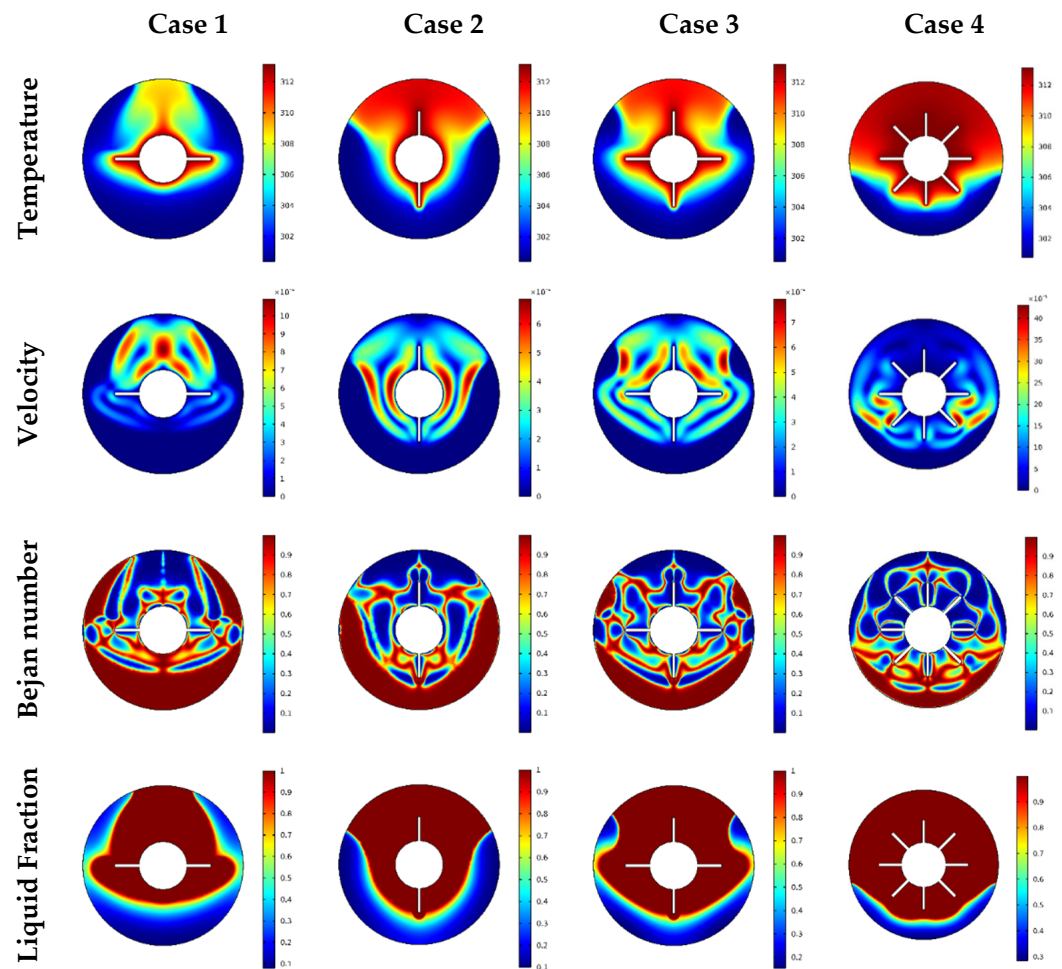 Case 1 Case 2 Case 3 Case 4
Temperature
312 310 308 306 304 302
312 310 308 306 304 302
312 310 308 306 304 302
312 310 308 306 304 302
Velocity
10 9 8 7 6 5 4 3 2 1 0
6 5 4 3 2 1 0
7 6 5 4 3 2 1 0
40 35 30 25 20 15 10 5 0
Bejan number
0.9 0.8 0.7 0.6 0.5 0.4 0.3 0.2 0.1
0.9 0.8 0.7 0.6 0.5 0.4 0.3 0.2 0.1
0.9 0.8 0.7 0.6 0.5 0.4 0.3 0.2 0.1
0.9 0.8 0.7 0.6 0.5 0.4 0.3 0.2 0.1
Liquid Fraction
1 0.9 0.8 0.7 0.6 0.5 0.4 0.3 0.2 0.1
1 0.9 0.8 0.7 0.6 0.5 0.4 0.3 0.2 0.1
1 0.9 0.8 0.7 0.6 0.5 0.4 0.3 0.2
0.9 0.8 0.7 0.6 0.5 0.4 0.3